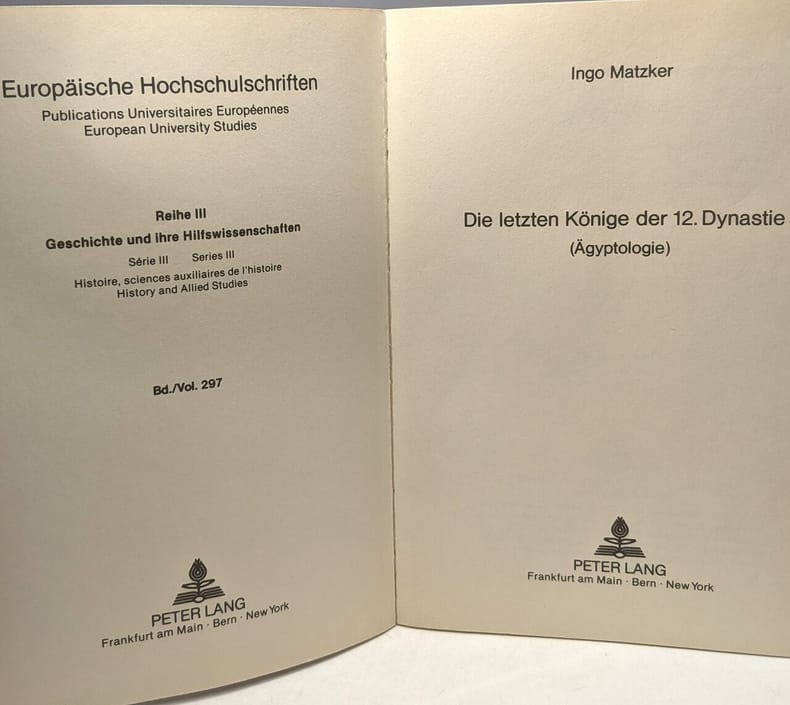 Europäische Hochschulschriften
Publications Universitaires Européennes
European University Studies
Reihe III
Geschichte und ihre Hilfswissenschaften
Série III Series III
Histoire, sciences auxiliaires de l'histoire
History and Allied Studies
Bd./Vol. 297
PETER LANG
Frankfurt am Main · Bern · New York
Ingo Matzker
Die letzten Könige der 12. Dynastie
(Ägyptologie)
PETER LANG
Frankfurt am Main · Bern · New York